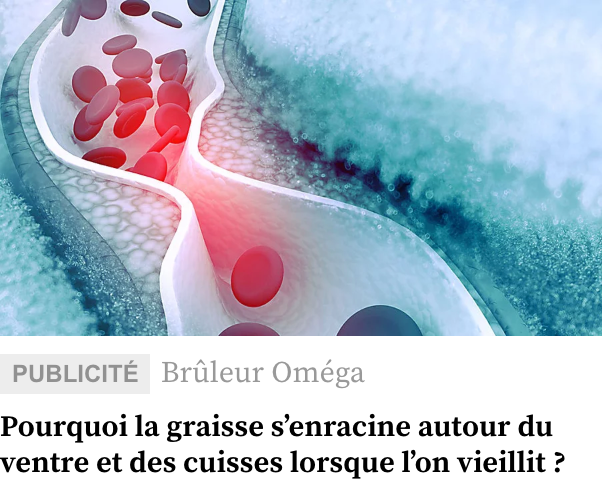 PUBLICITÉ Brûleur Oméga
Pourquoi la graisse s’enracine autour du
ventre et des cuisses lorsque l’on vieillit ?